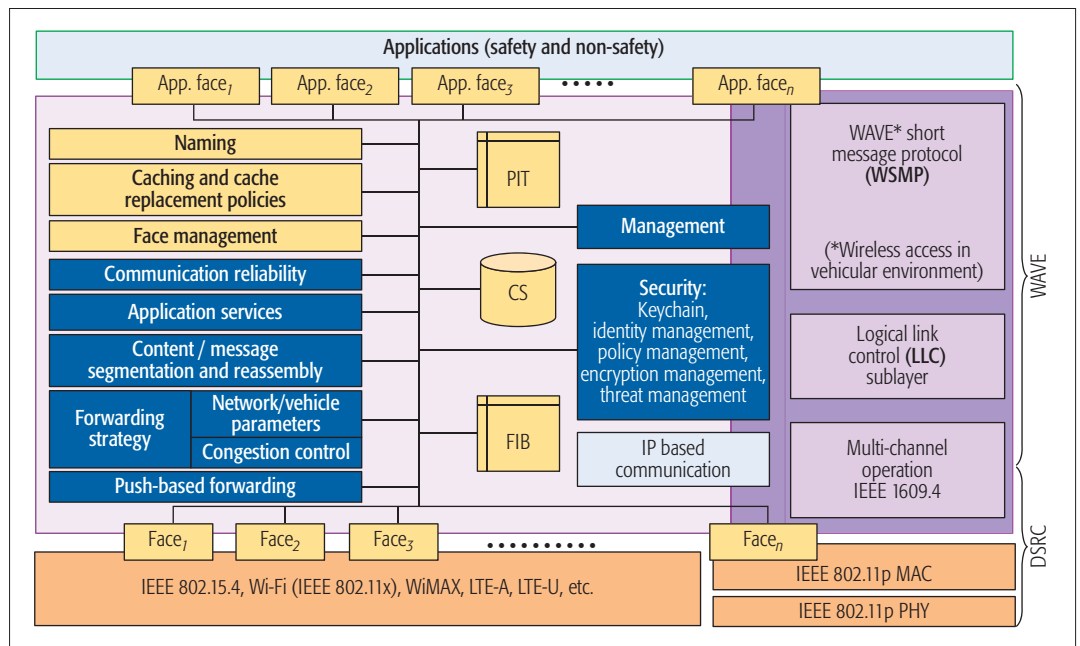 Applications (safety and non-safety)
App. face1
App. face2
App. face3
App. facen
Naming
Caching and cache
replacement policies
Face management
Communication reliability
Application services
Content / message
segmentation and reassembly
Forwarding
strategy
Network/vehicle
parameters
Congestion control
Push-based forwarding
PIT
CS
FIB
Management
Security:
Keychain,
identity management,
policy management,
encryption management,
threat management
IP based
communication
WAVE* short
message protocol
(WSMP)
(*Wireless access in
vehicular environment)
Logical link
control (LLC)
sublayer
Multi-channel
operation
IEEE 1609.4
WAVE
DSRC
Face1
Face2
Face3
Facen
IEEE 802.15.4, Wi-Fi (IEEE 802.11x), WiMAX, LTE-A, LTE-U, etc.
IEEE 802.11p MAC
IEEE 802.11p PHY